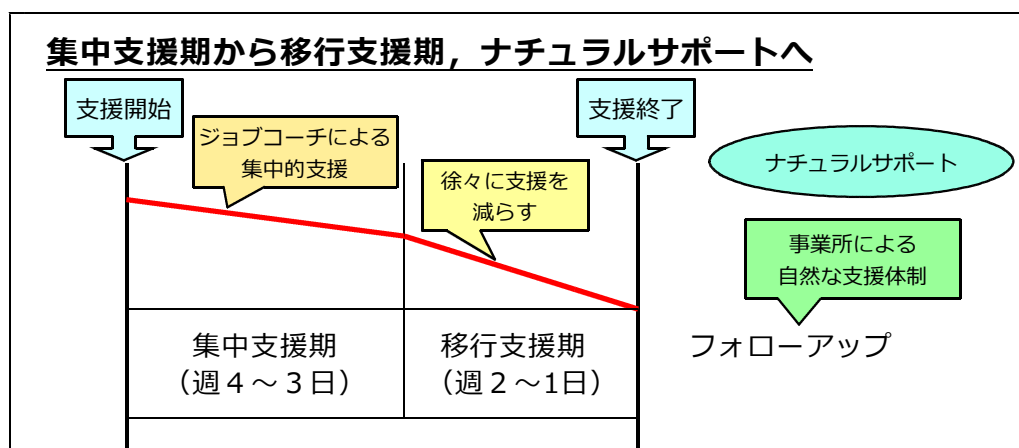 集中支援期から移行支援期，ナチュラルサポートへ
支援開始
支援終了
ジョブコーチによる
集中的支援
徐々に支援を
減らす
ナチュラルサポート
事業所による
自然な支援体制
集中支援期
（週４～３日）
移行支援期
（週２～1日）
フォローアップ